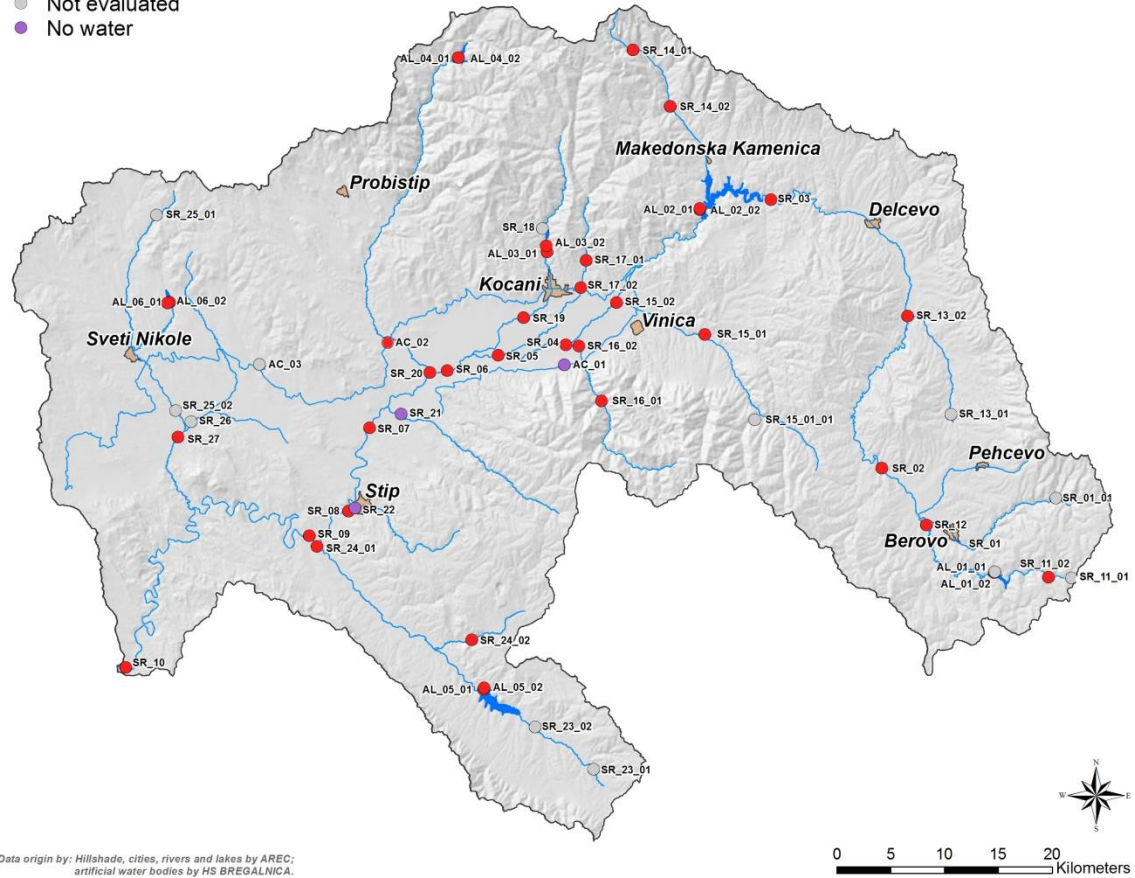 Not evaluated
No water
AL_04_01
AL_04_02
SR_14_01
SR_14_02
Makedonska Kamenica
Probistip
SR_25_01
SR_18
AL_02_01
AL_02_02
SR_03
Delcevo
AL_03_02
AL_03_01
SR_17_01
Kocani
SR_17_02
AL_06_01
AL_06_02
SR_15_02
SR_19
Vinica
SR_13_02
Sveti Nikole
AC_02
SR_04
SR_16_02
SR_15_01
SR_05
AC_03
SR_20
SR_06
AC_01
SR_16_01
SR_25_02
SR_26
SR_21
SR_15_01_01
SR_13_01
SR_27
SR_07
Pehcevo
SR_02
Stip
SR_08
SR_22
SR_01_01
SR_12
SR_09
SR_24_01
Berovo
SR_01
AL_01_01
AL_01_02
SR_11_02
SR_11_01
SR_24_02
SR_10
AL_05_01
AL_05_02
SR_23_02
SR_23_01
N
W
E
S
Data origin by: Hillshade, cities, rivers and lakes by AREC;
artificial water bodies by HS BREGALNICA.
0 5 10 15 20
Kilometers